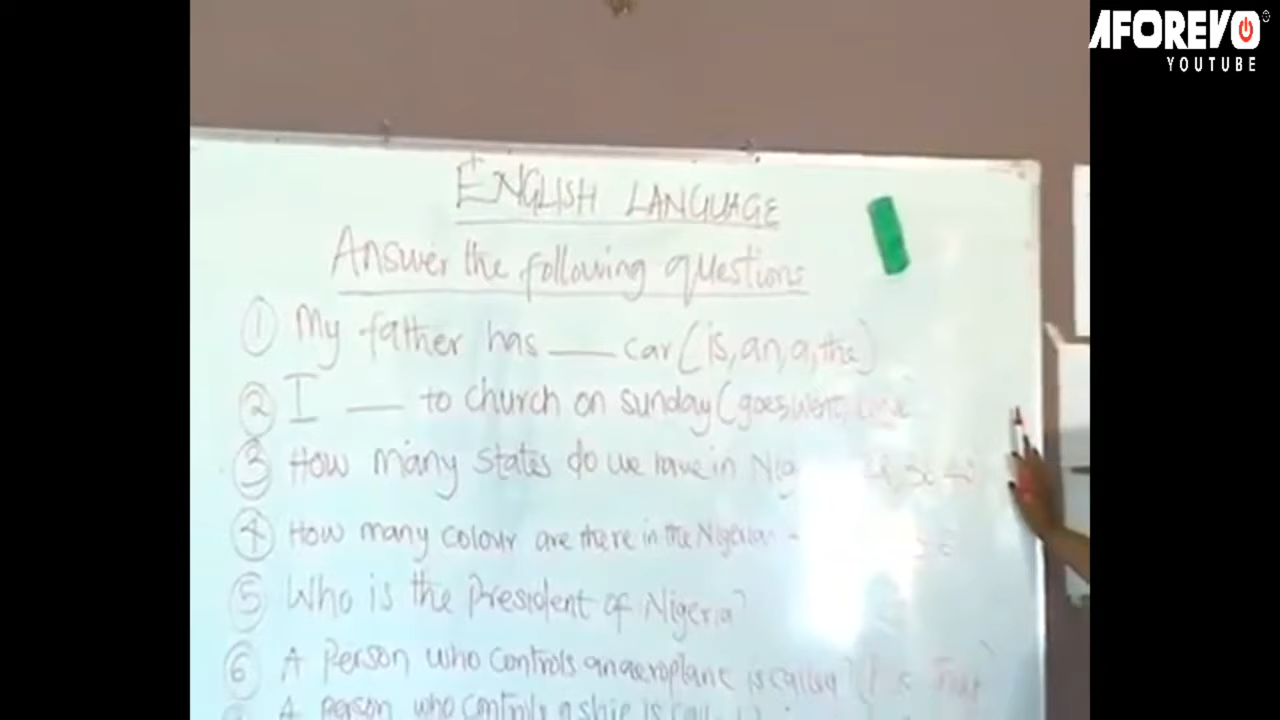 AFOREVO
YOUTUBE
ENGLISH LANGUAGE
Answer the following questions
① My father has ___ car (is, an, a, the)
② I ___ to church on sunday (goes, went,
③ How many states do we have in
④ How many colour are there in the Nigerian
⑤ Who is the President of Nigeria?
⑥ A Person who controls an aeroplane is called
A person who controls a ship is